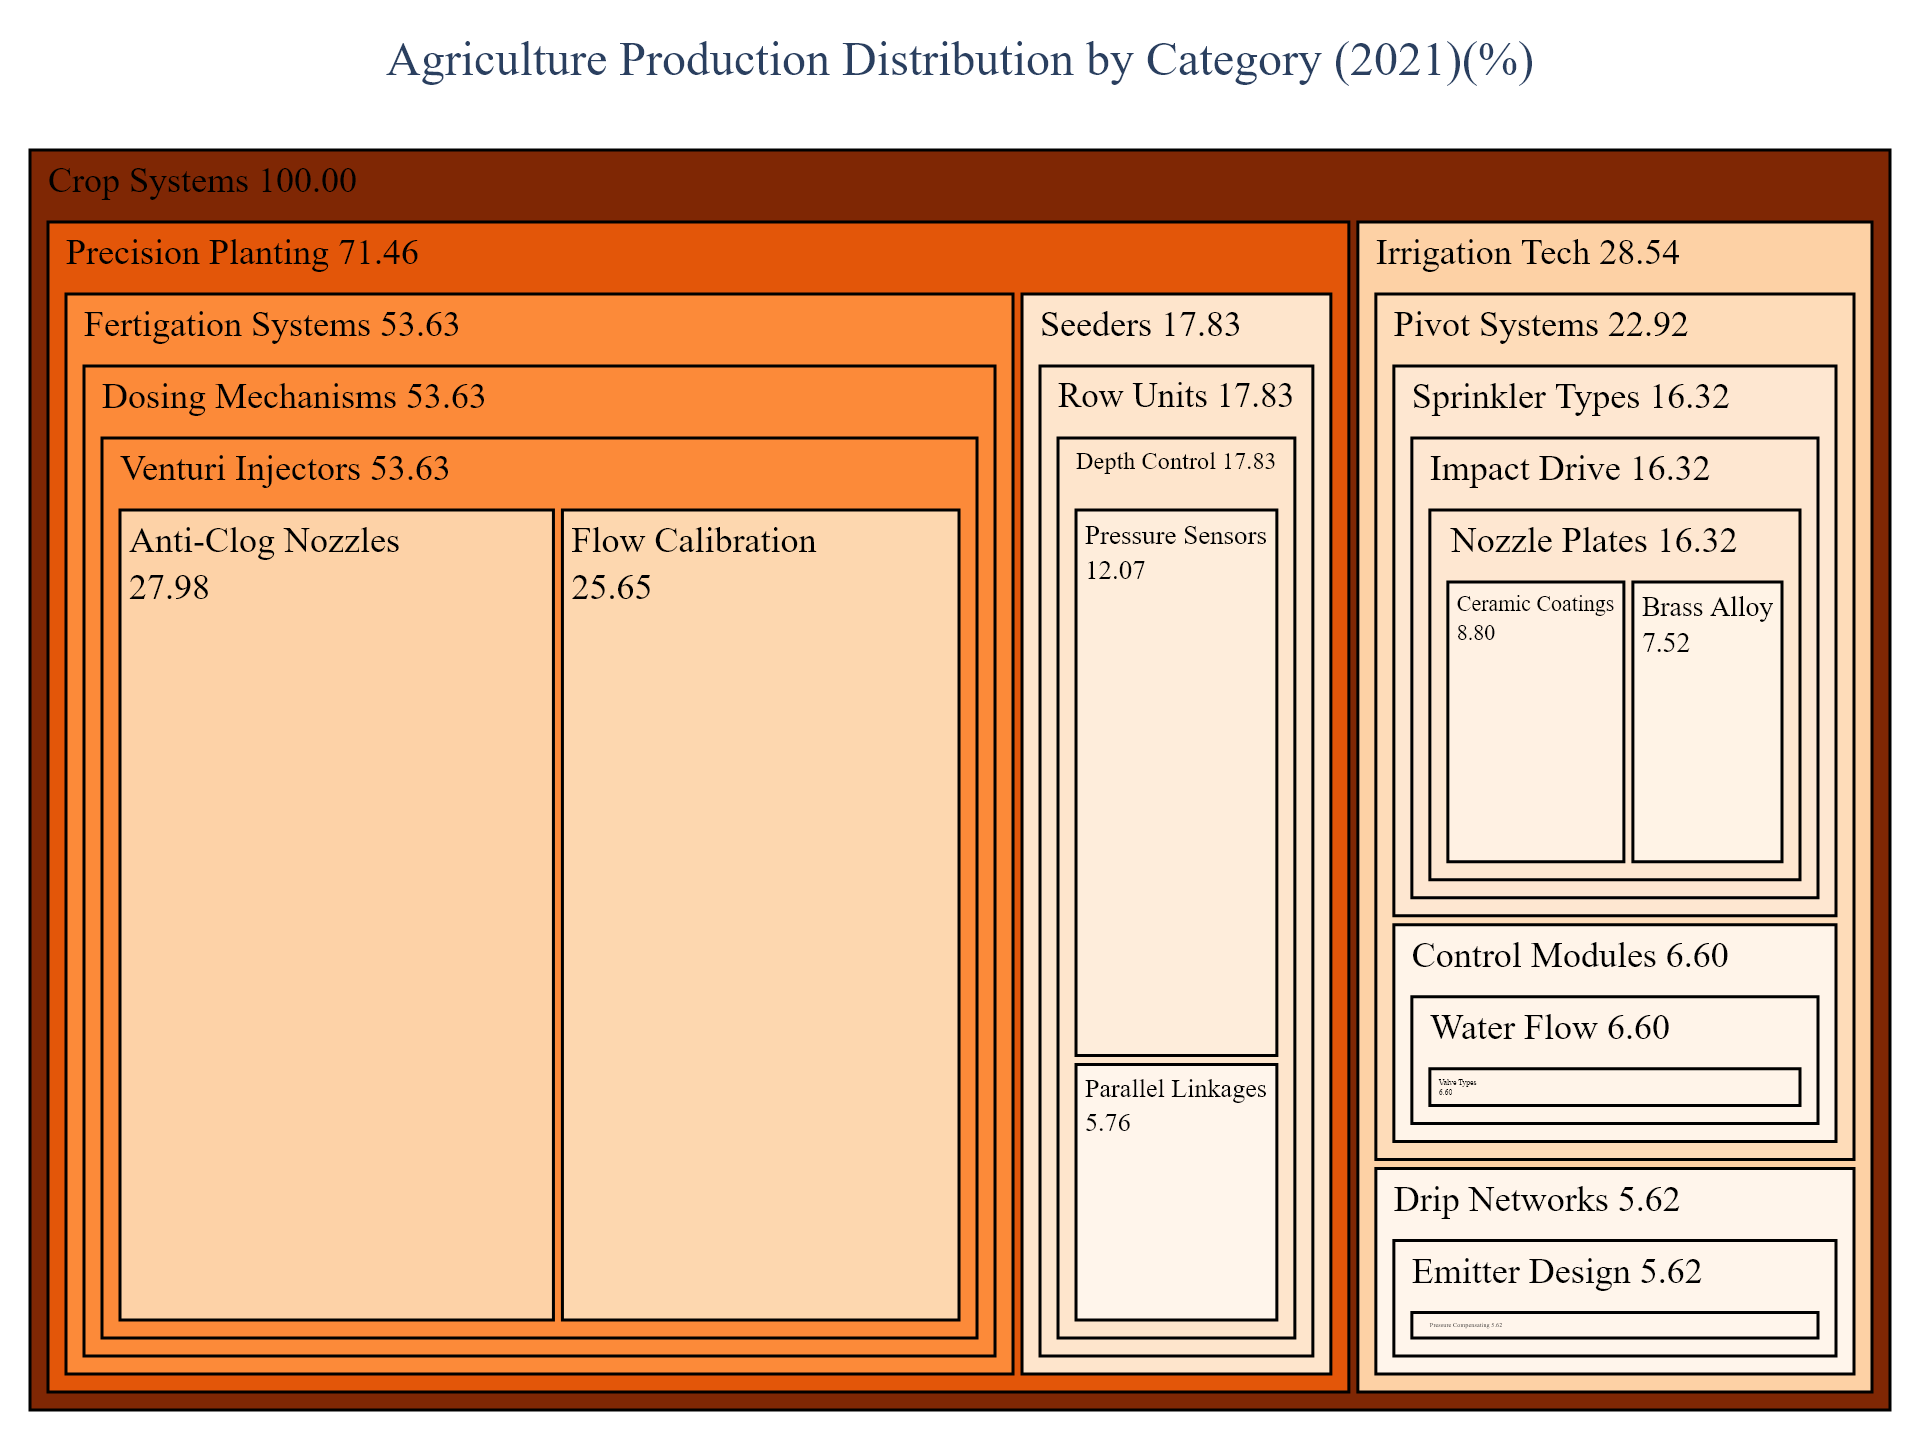 Agriculture Production Distribution by Category (2021)(%)
Crop Systems 100.00
Precision Planting 71.46
Fertigation Systems 53.63
Dosing Mechanisms 53.63
Venturi Injectors 53.63
Anti-Clog Nozzles
27.98
Flow Calibration
25.65
Seeders 17.83
Row Units 17.83
Depth Control 17.83
Pressure Sensors
12.07
Parallel Linkages
5.76
Irrigation Tech 28.54
Pivot Systems 22.92
Sprinkler Types 16.32
Impact Drive 16.32
Nozzle Plates 16.32
Ceramic Coatings
8.80
Brass Alloy
7.52
Control Modules 6.60
Water Flow 6.60
Valve Types
6.60
Drip Networks 5.62
Emitter Design 5.62
Pressure Compensating 5.62